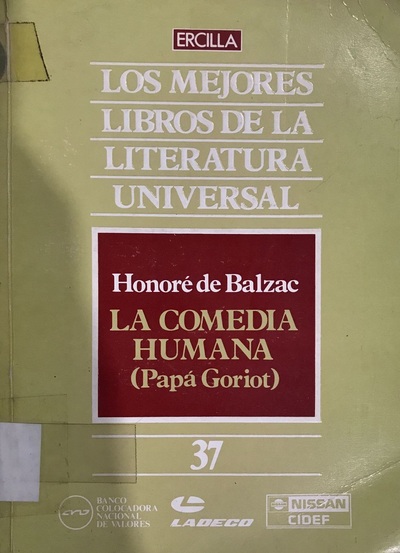 ERCILLA
LOS MEJORES
LIBROS DE LA
LITERATURA
UNIVERSAL
Honoré de Balzac
LA COMEDIA
HUMANA
(Papá Goriot)
37
BANCO
COLOCADORA
NACIONAL
DE VALORES
LADECO
NISSAN
CIDEF